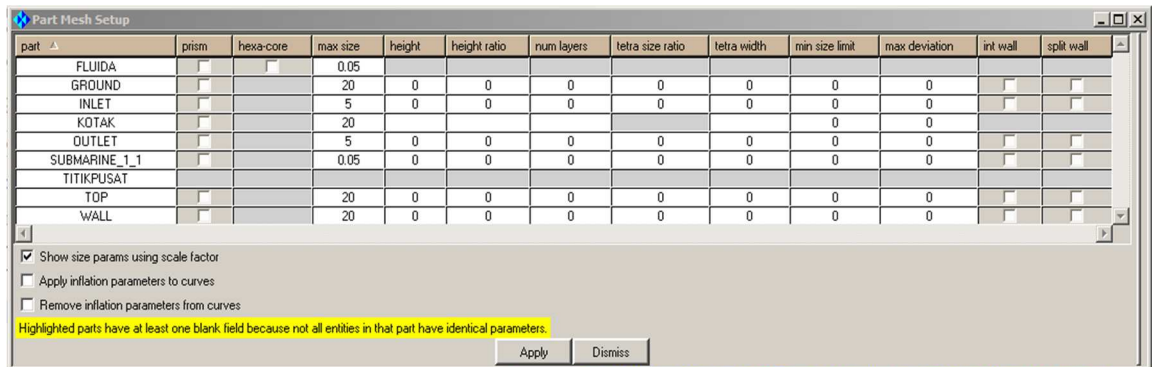 Part Mesh Setup
part prism hexa-core max size height height ratio num layers tetra size ratio tetra width min size limit max deviation int wall split wall
FLUIDA 0.05
GROUND 20 0 0 0 0 0 0 0
INLET 5 0 0 0 0 0 0 0
KOTAK 20 0 0
OUTLET 5 0 0 0 0 0 0 0
SUBMARINE_1_1 0.05 0 0 0 0 0 0 0
TITIKPUSAT
TOP 20 0 0 0 0 0 0 0
WALL 20 0 0 0 0 0 0 0
Show size params using scale factor
Apply inflation parameters to curves
Remove inflation parameters from curves
Highlighted parts have at least one blank field because not all entities in that part have identical parameters.
Apply Dismiss